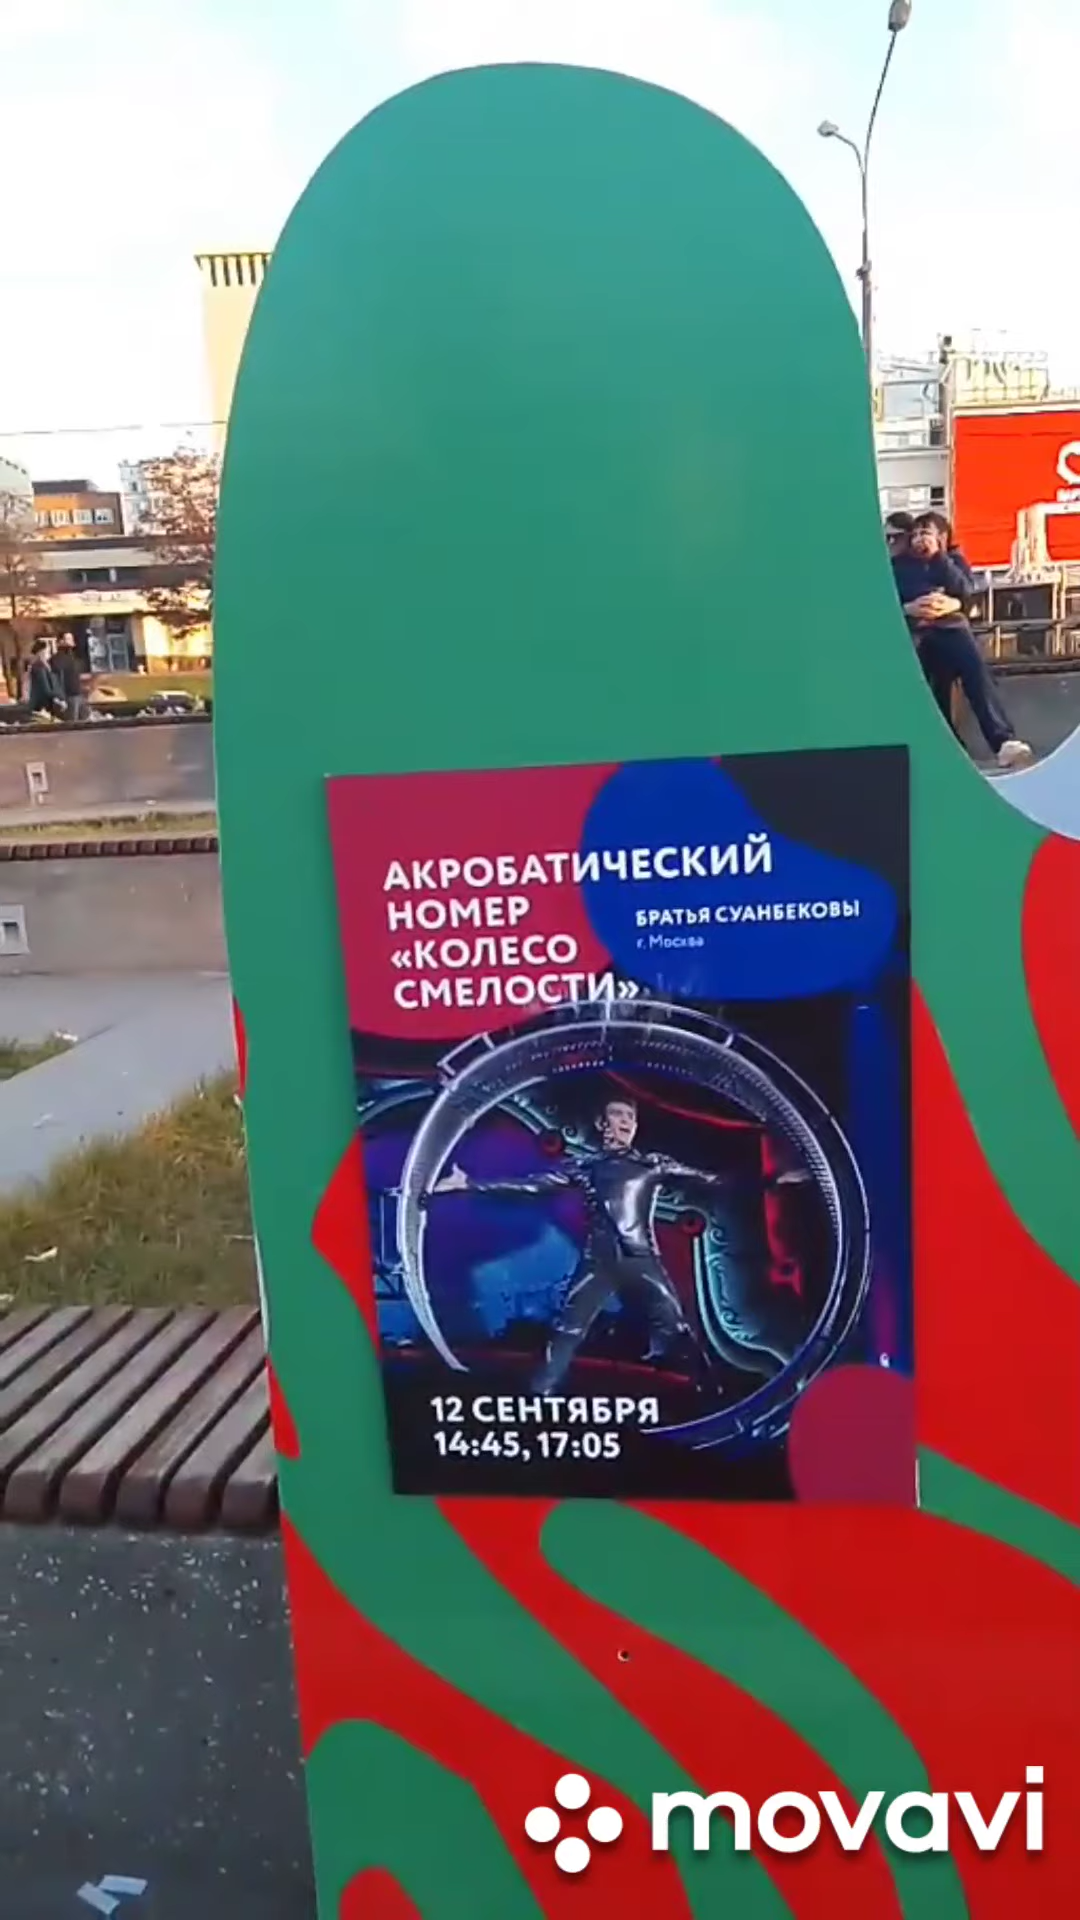 АКРОБАТИЧЕСКИЙ
НОМЕР
«КОЛЕСО
СМЕЛОСТИ»
БРАТЬЯ СУАНБЕКОВЫ
г. Москва
12 СЕНТЯБРЯ
14:45, 17:05
movavi